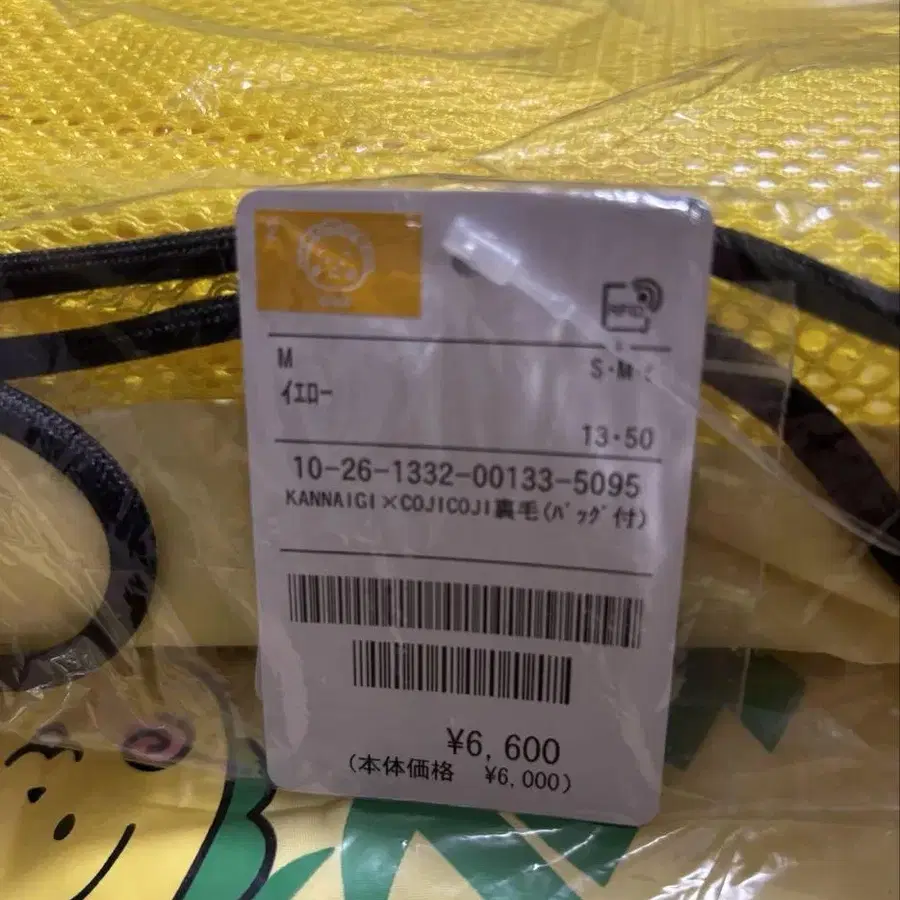 RFID
M
S・M
イエロー
13・50
10-26-1332-00133-5095
KANNAIGI×COJICOJI裏毛(バッグ付)
¥6,600
(本体価格 ¥6,000)